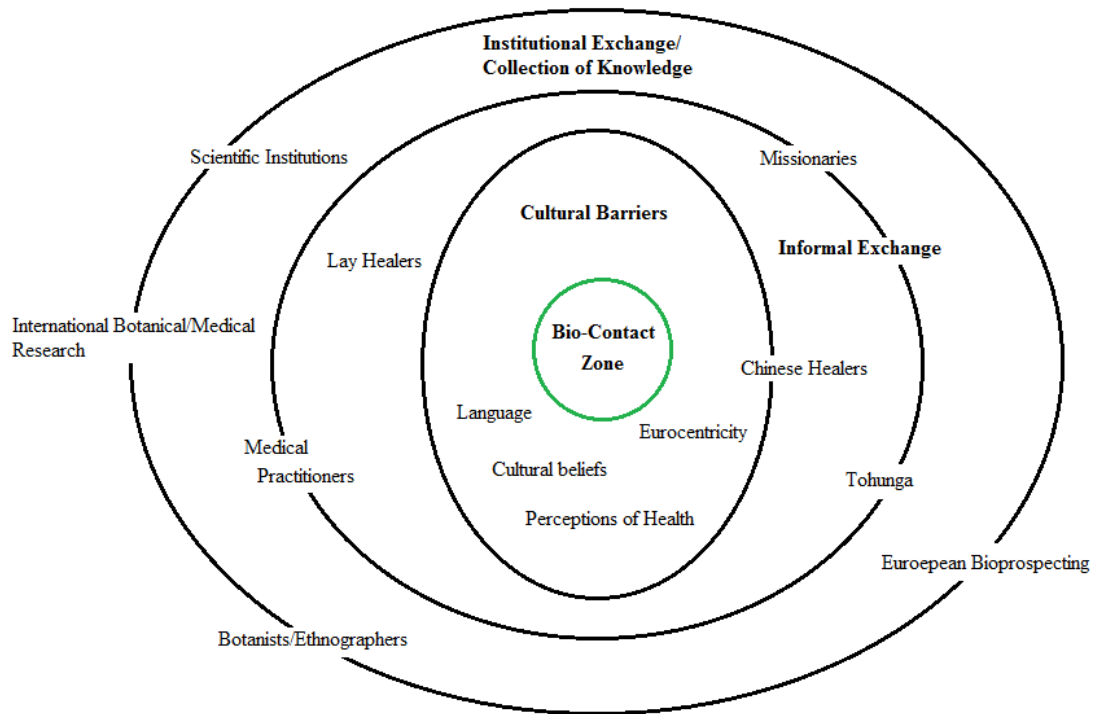 Institutional Exchange/
Collection of Knowledge
Scientific Institutions
Missionaries
Cultural Barriers
Informal Exchange
Lay Healers
International Botanical/Medical
Research
Bio-Contact
Zone
Chinese Healers
Language
Eurocentricity
Medical
Practitioners
Cultural beliefs
Tohunga
Perceptions of Health
Euroepean Bioprospecting
Botanists/Ethnographers